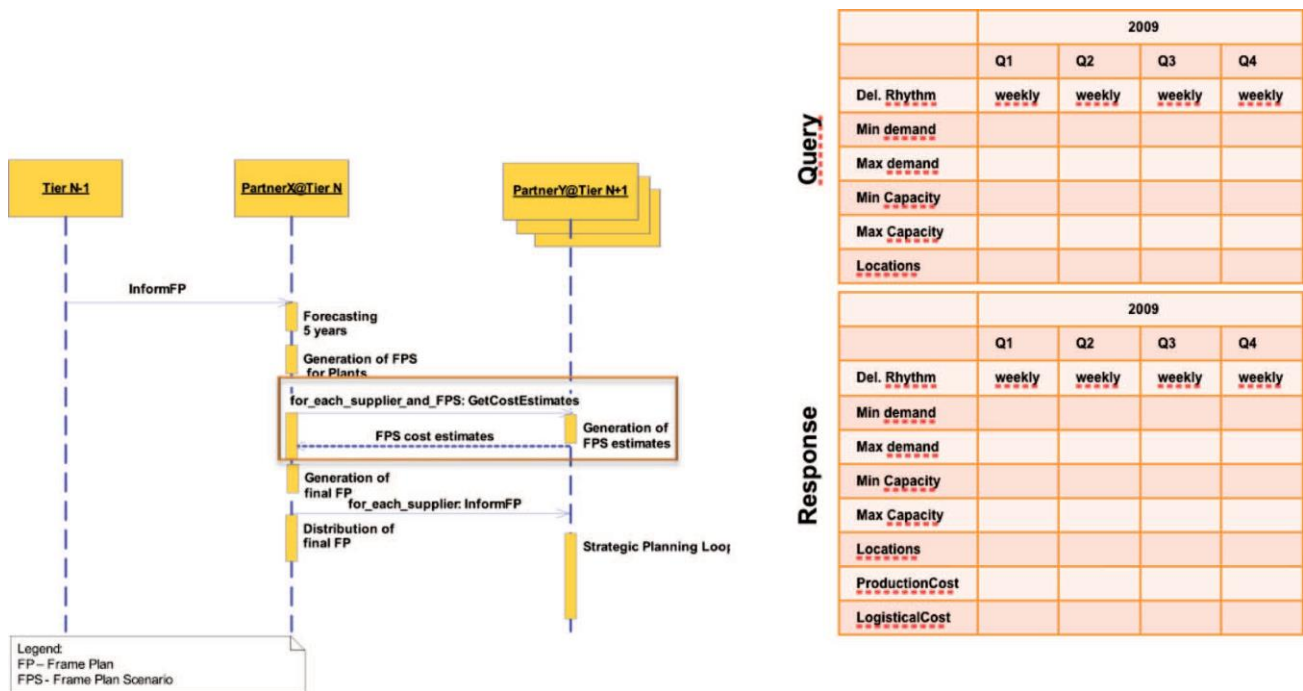 Tier N-1
PartnerX@Tier N
PartnerY@Tier N+1
InformFP
Forecasting
5 years
Generation of FPS
for Plants
for_each_supplier_and_FPS: GetCostEstimates
FPS cost estimates
Generation of
FPS estimates
Generation of
final FP
for_each_supplier: InformFP
Distribution of
final FP
Strategic Planning Loop
Legend:
FP – Frame Plan
FPS - Frame Plan Scenario
Query
2009
Q1 Q2 Q3 Q4
Del. Rhythm weekly weekly weekly weekly
Min demand
Max demand
Min Capacity
Max Capacity
Locations
Response
2009
Q1 Q2 Q3 Q4
Del. Rhythm weekly weekly weekly weekly
Min demand
Max demand
Min Capacity
Max Capacity
Locations
ProductionCost
LogisticalCost